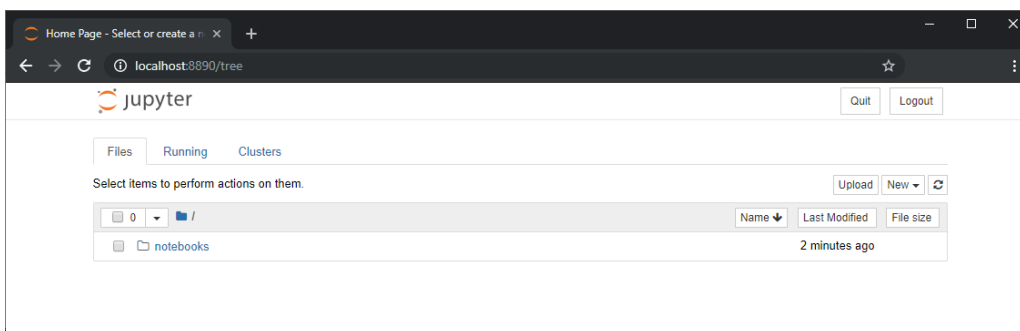 Home Page - Select or create a n
localhost:8890/tree
jupyter
Quit Logout
Files Running Clusters
Select items to perform actions on them.
Upload New
0 / Name Last Modified File size
notebooks 2 minutes ago